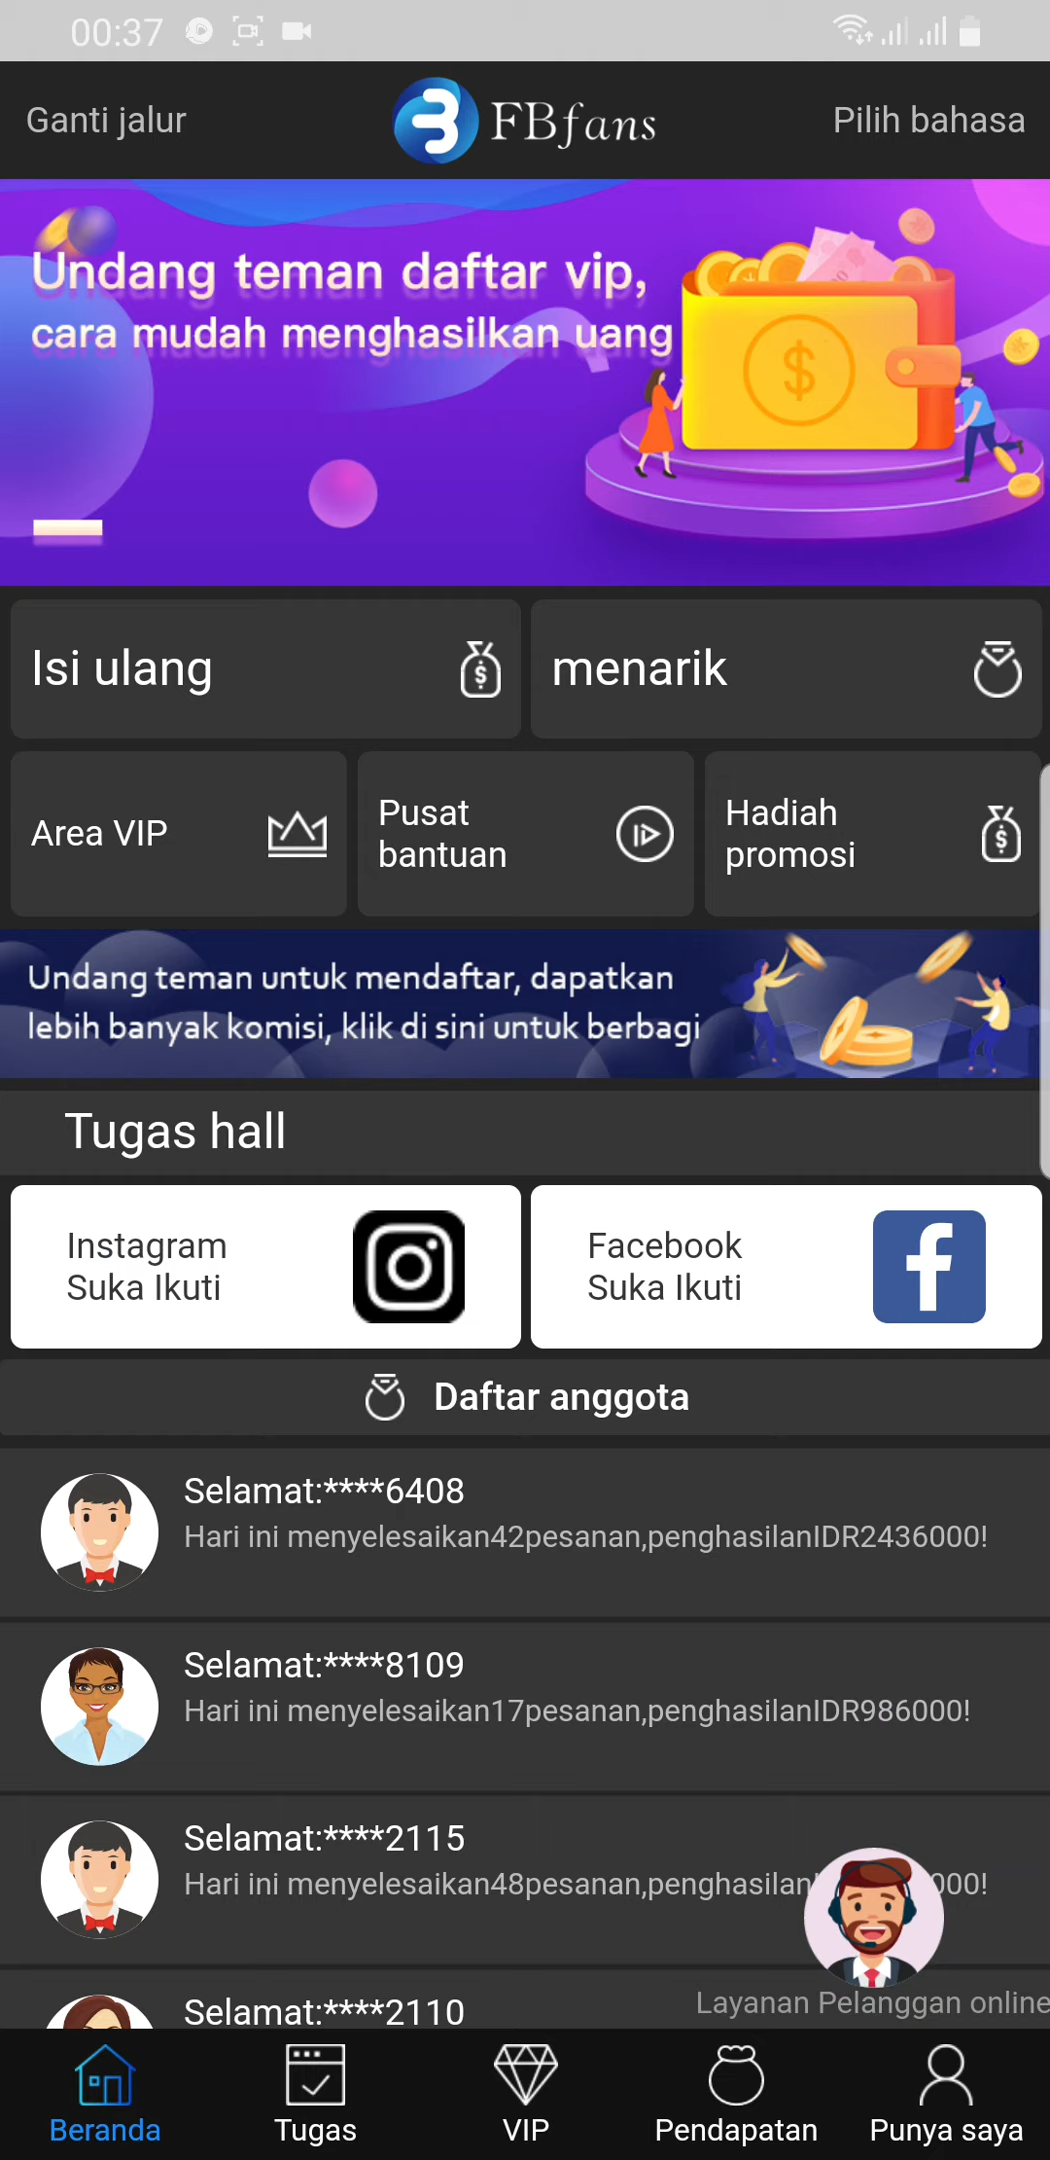 00:37
Ganti jalur
FBfans
Pilih bahasa
Undang teman daftar vip,
cara mudah menghasilkan uang
Isi ulang
menarik
Area VIP
Pusat
bantuan
Hadiah
promosi
Undang teman untuk mendaftar, dapatkan
lebih banyak komisi, klik di sini untuk berbagi
Tugas hall
Instagram
Suka Ikuti
Facebook
Suka Ikuti
Daftar anggota
Selamat:****6408
Hari ini menyelesaikan42pesanan,penghasilanIDR2436000!
Selamat:****8109
Hari ini menyelesaikan17pesanan,penghasilanIDR986000!
Selamat:****2115
Hari ini menyelesaikan48pesanan,penghasilan
Selamat:****2110
Layanan Pelanggan online
Beranda
Tugas
VIP
Pendapatan
Punya saya